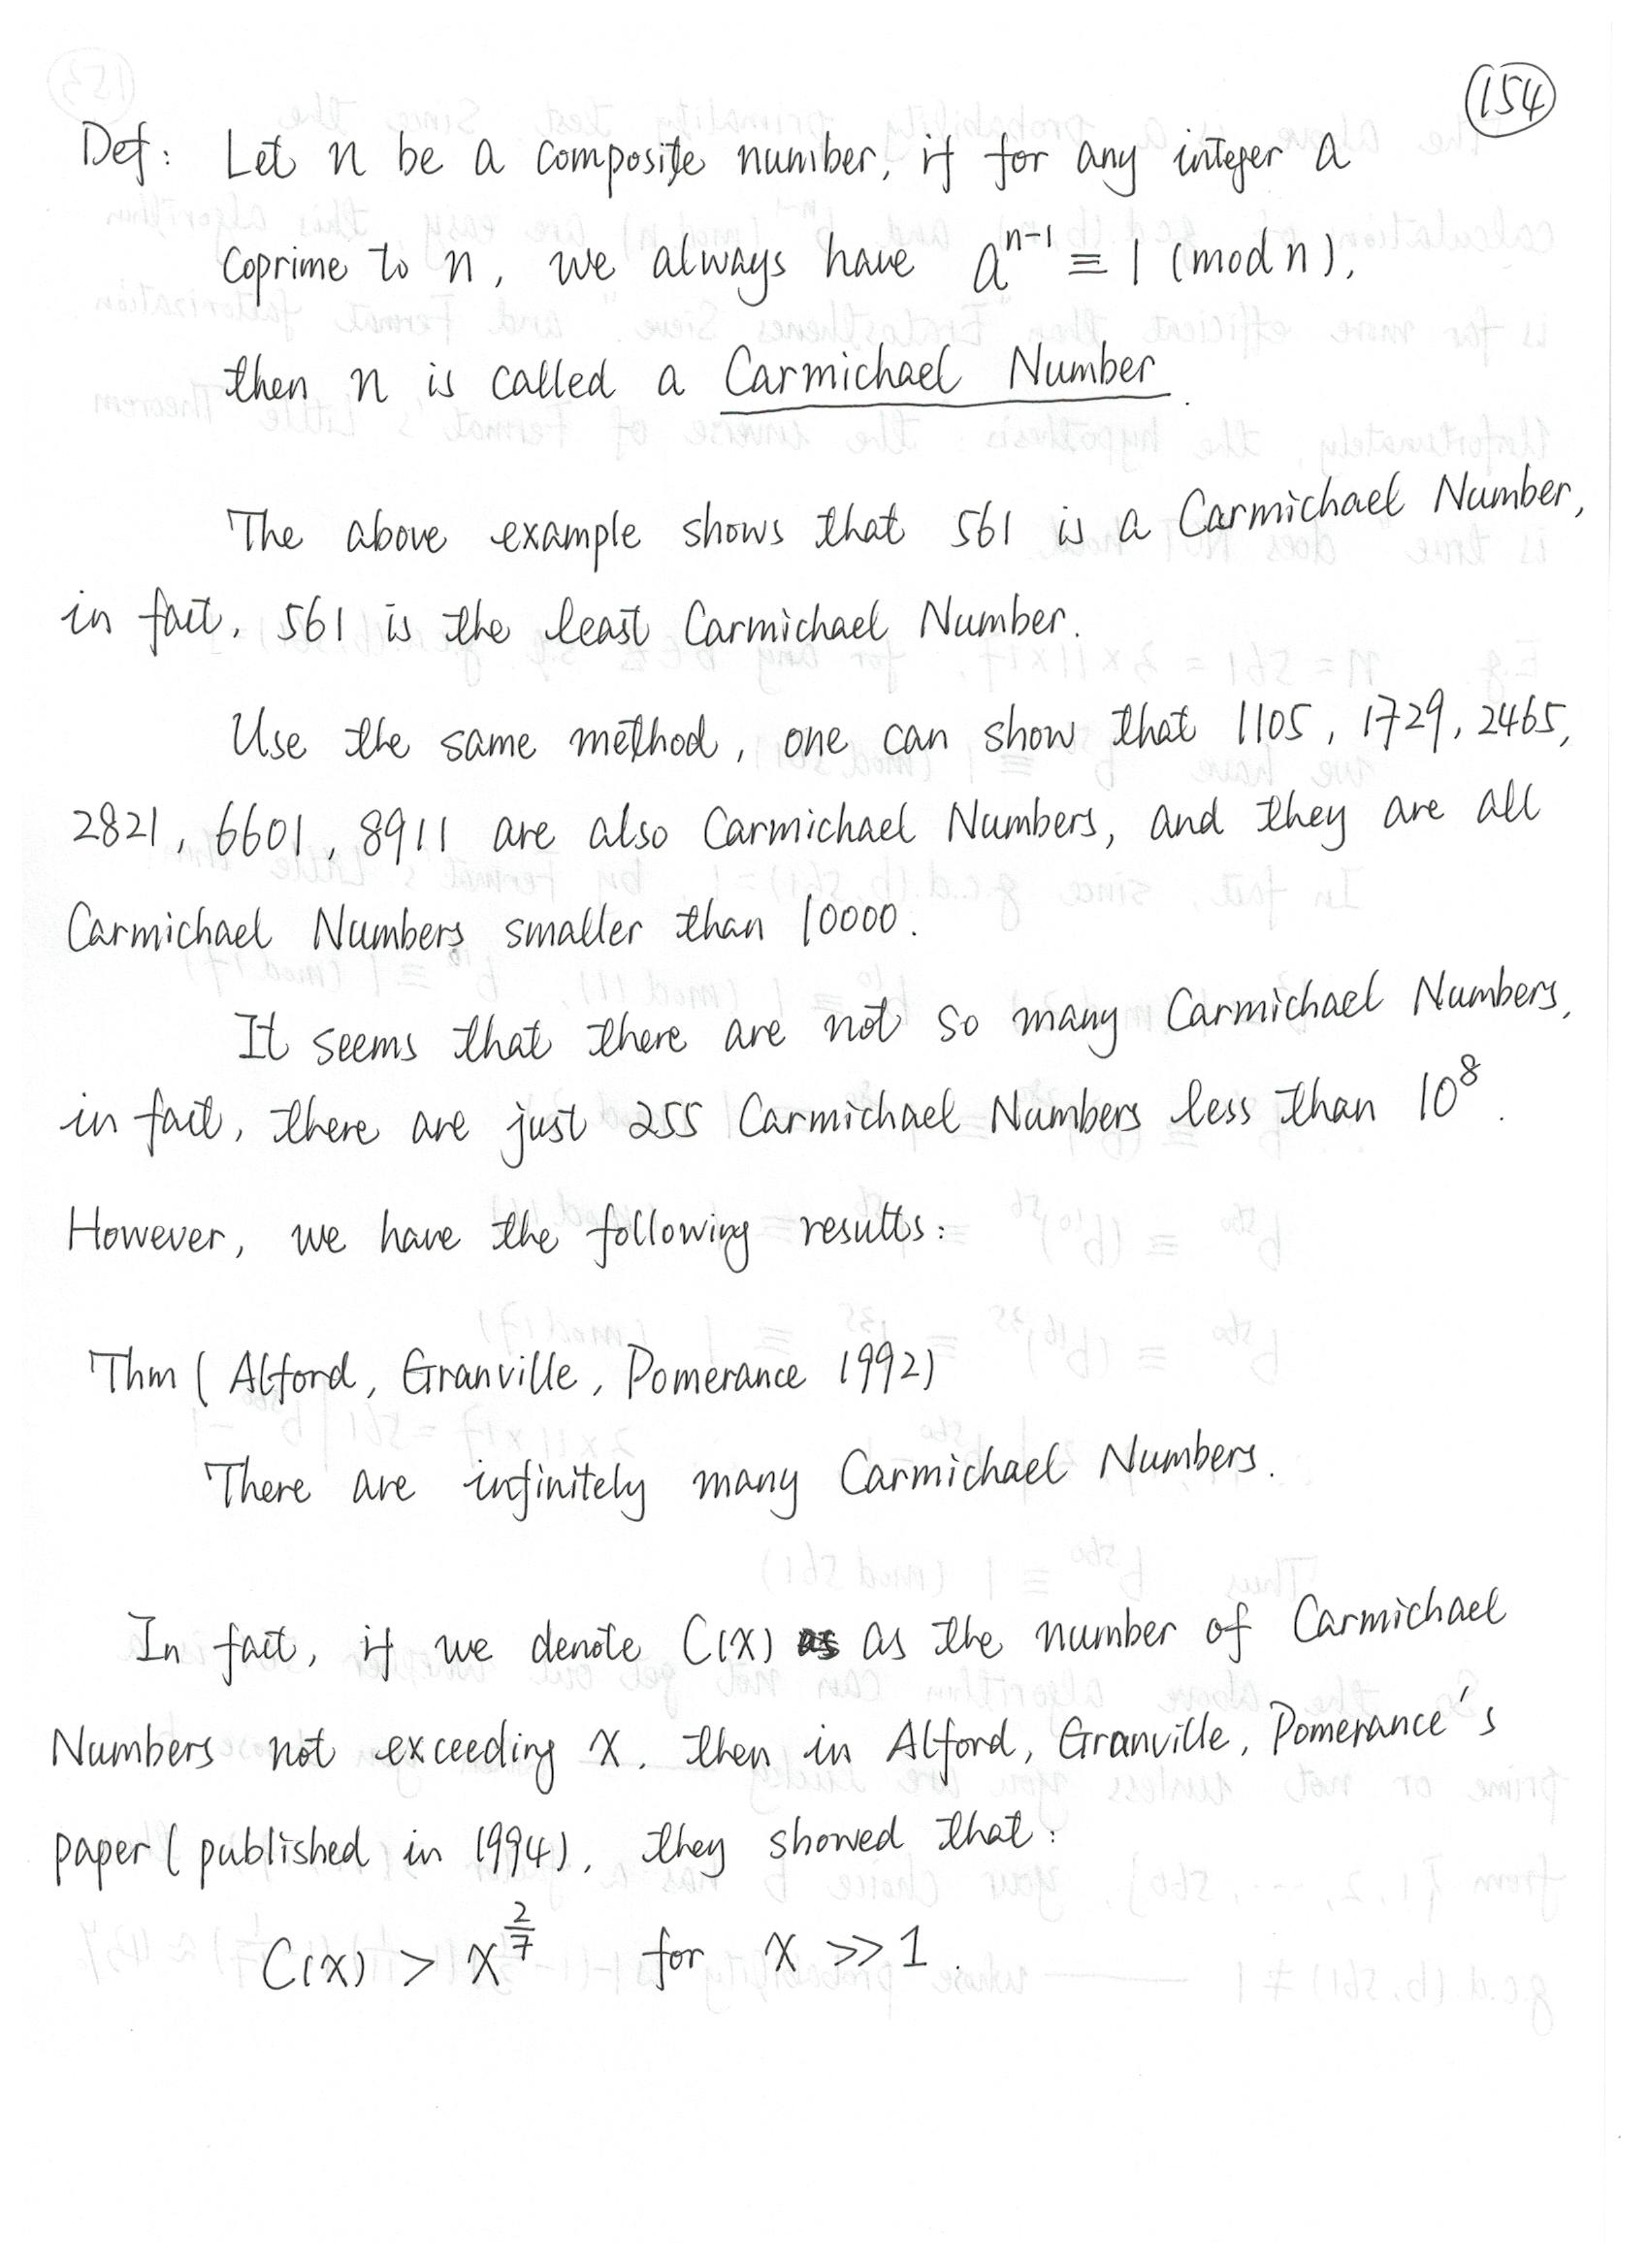 154
Def: Let n be a composite number, if for any integer a
coprime to n, we always have a^{n-1} ≡ 1 (mod n),
then n is called a Carmichael Number.
The above example shows that 561 is a Carmichael Number,
in fact, 561 is the least Carmichael Number.
Use the same method, one can show that 1105, 1729, 2465,
2821, 6601, 8911 are also Carmichael Numbers, and they are all
Carmichael Numbers smaller than 10000.
It seems that there are not so many Carmichael Numbers,
in fact, there are just 255 Carmichael Numbers less than 10^8.
However, we have the following results:
Thm (Alford, Granville, Pomerance 1992)
There are infinitely many Carmichael Numbers.
In fact, if we denote C(x) as the number of Carmichael
Numbers not exceeding x, then in Alford, Granville, Pomerance's
paper (published in 1994), they showed that:
C(x) > x^{2/7} for x >> 1.